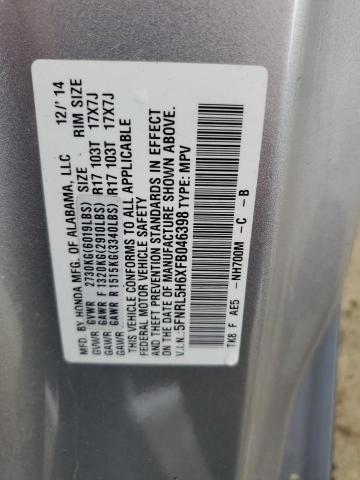 MFD. BY HONDA MFG. OF ALABAMA, LLC 12/'14
GVWR 2730KG(6019LBS) SIZE RIM SIZE
GAWR F 1320KG(2910LBS) R17 103T 17X7J
GAWR R 1515KG(3340LBS) R17 103T 17X7J
THIS VEHICLE CONFORMS TO ALL APPLICABLE
FEDERAL MOTOR VEHICLE SAFETY
AND THEFT PREVENTION STANDARDS IN EFFECT
ON THE DATE OF MANUFACTURE SHOWN ABOVE.
V.I.N.:5FNRL5H6XFB046398 TYPE: MPV
TK8 F AE5 -NH700M -C -B